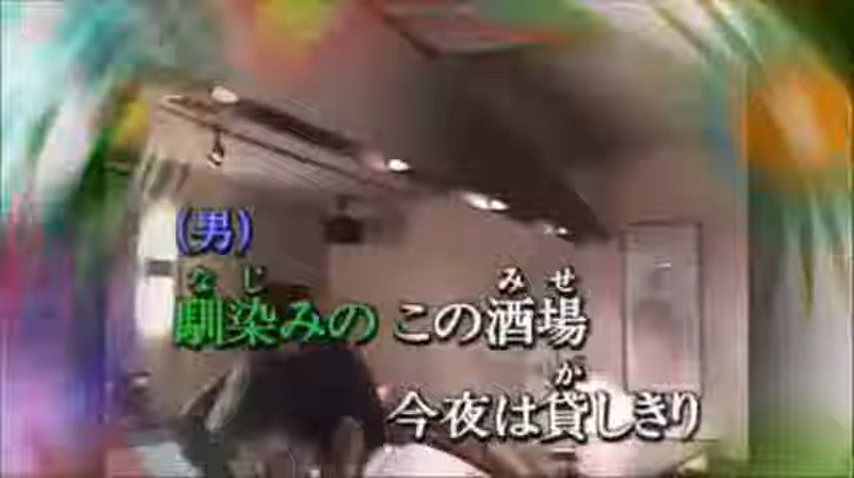 (男)
なじ みせ
馴染みの この酒場
か
今夜は貸しきり